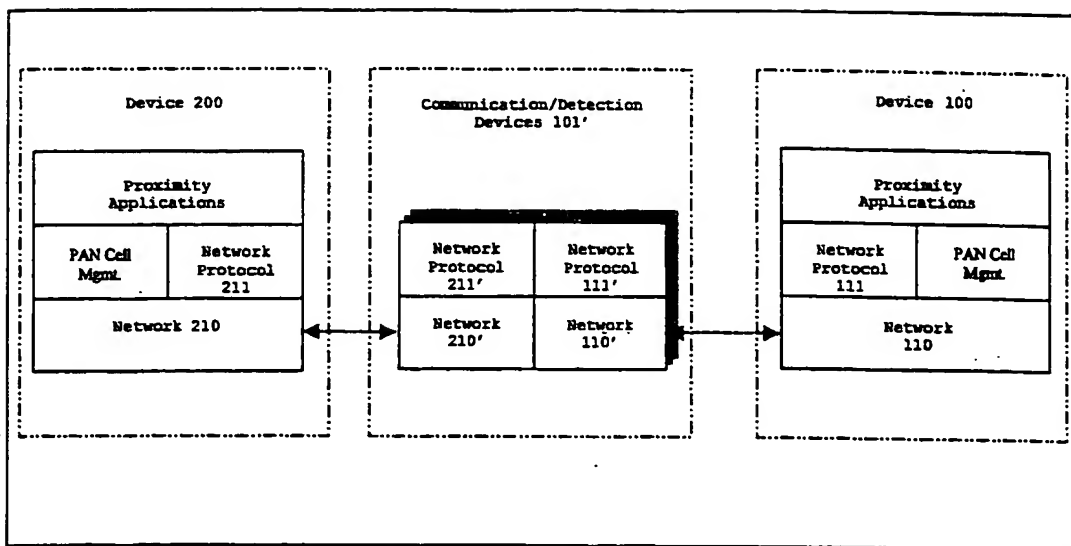 Device 200
Proximity
Applications
PAN Cell
Mgmt.
Network
Protocol
211
Network 210
Communication/Detection
Devices 101'
Network
Protocol
211'
Network
Protocol
111'
Network
210'
Network
110'
Device 100
Proximity
Applications
Network
Protocol
111
PAN Cell
Mgmt.
Network
110